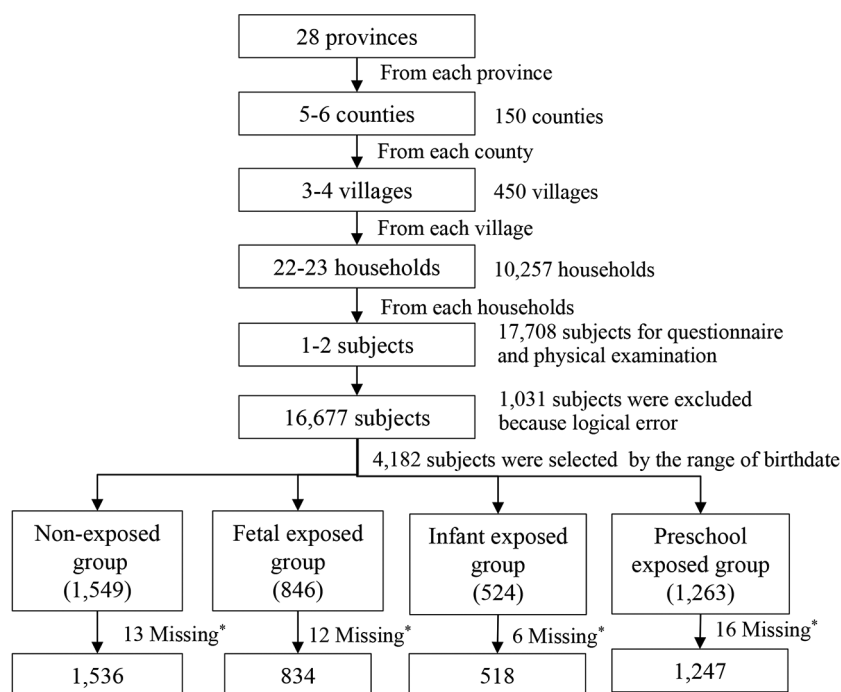 28 provinces
From each province
5-6 counties
150 counties
From each county
3-4 villages
450 villages
From each village
22-23 households
10,257 households
From each households
1-2 subjects
17,708 subjects for questionnaire
and physical examination
16,677 subjects
1,031 subjects were excluded
because logical error
4,182 subjects were selected by the range of birthdate
Non-exposed
group
(1,549)
Fetal exposed
group
(846)
Infant exposed
group
(524)
Preschool
exposed group
(1,263)
13 Missing*
12 Missing*
6 Missing*
16 Missing*
1,536
834
518
1,247